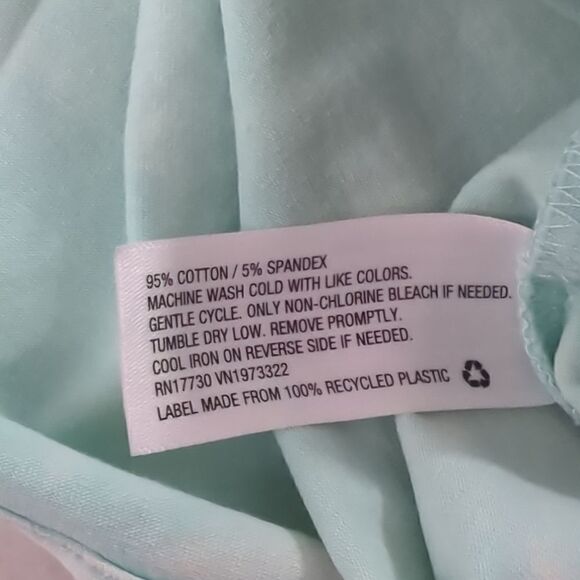 95% COTTON / 5% SPANDEX
MACHINE WASH COLD WITH LIKE COLORS.
GENTLE CYCLE. ONLY NON-CHLORINE BLEACH IF NEEDED.
TUMBLE DRY LOW. REMOVE PROMPTLY.
COOL IRON ON REVERSE SIDE IF NEEDED.
RN17730 VN1973322
LABEL MADE FROM 100% RECYCLED PLASTIC